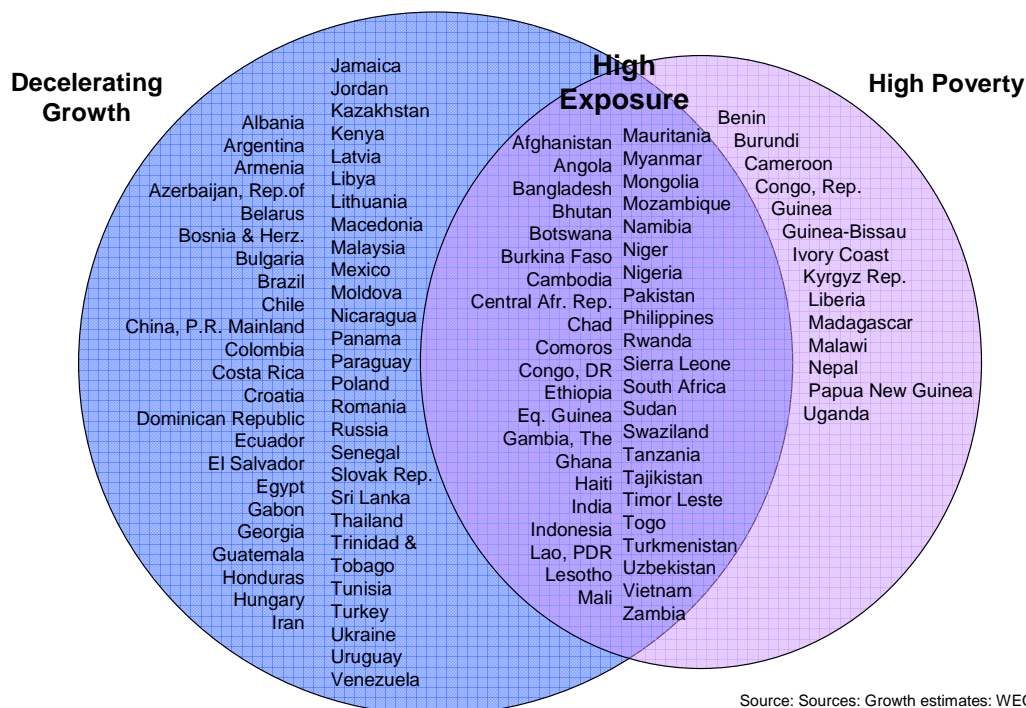 Decelerating
Growth
High
Exposure
High Poverty
Albania
Argentina
Armenia
Azerbaijan, Rep.of
Belarus
Bosnia & Herz.
Bulgaria
Brazil
Chile
China, P.R. Mainland
Colombia
Costa Rica
Croatia
Dominican Republic
Ecuador
El Salvador
Egypt
Gabon
Georgia
Guatemala
Honduras
Hungary
Iran
Jamaica
Jordan
Kazakhstan
Kenya
Latvia
Libya
Lithuania
Macedonia
Malaysia
Mexico
Moldova
Nicaragua
Panama
Paraguay
Poland
Romania
Russia
Senegal
Slovak Rep.
Sri Lanka
Thailand
Trinidad &
Tobago
Tunisia
Turkey
Ukraine
Uruguay
Venezuela
Afghanistan
Angola
Bangladesh
Bhutan
Botswana
Burkina Faso
Cambodia
Central Afr. Rep.
Chad
Comoros
Congo, DR
Ethiopia
Eq. Guinea
Gambia, The
Ghana
Haiti
India
Indonesia
Lao, PDR
Lesotho
Mali
Mauritania
Myanmar
Mongolia
Mozambique
Namibia
Niger
Nigeria
Pakistan
Philippines
Rwanda
Sierra Leone
South Africa
Sudan
Swaziland
Tanzania
Tajikistan
Timor Leste
Togo
Turkmenistan
Uzbekistan
Vietnam
Zambia
Benin
Burundi
Cameroon
Congo, Rep.
Guinea
Guinea-Bissau
Ivory Coast
Kyrgyz Rep.
Liberia
Madagascar
Malawi
Nepal
Papua New Guinea
Uganda
Source: Sources: Growth estimates: WEO